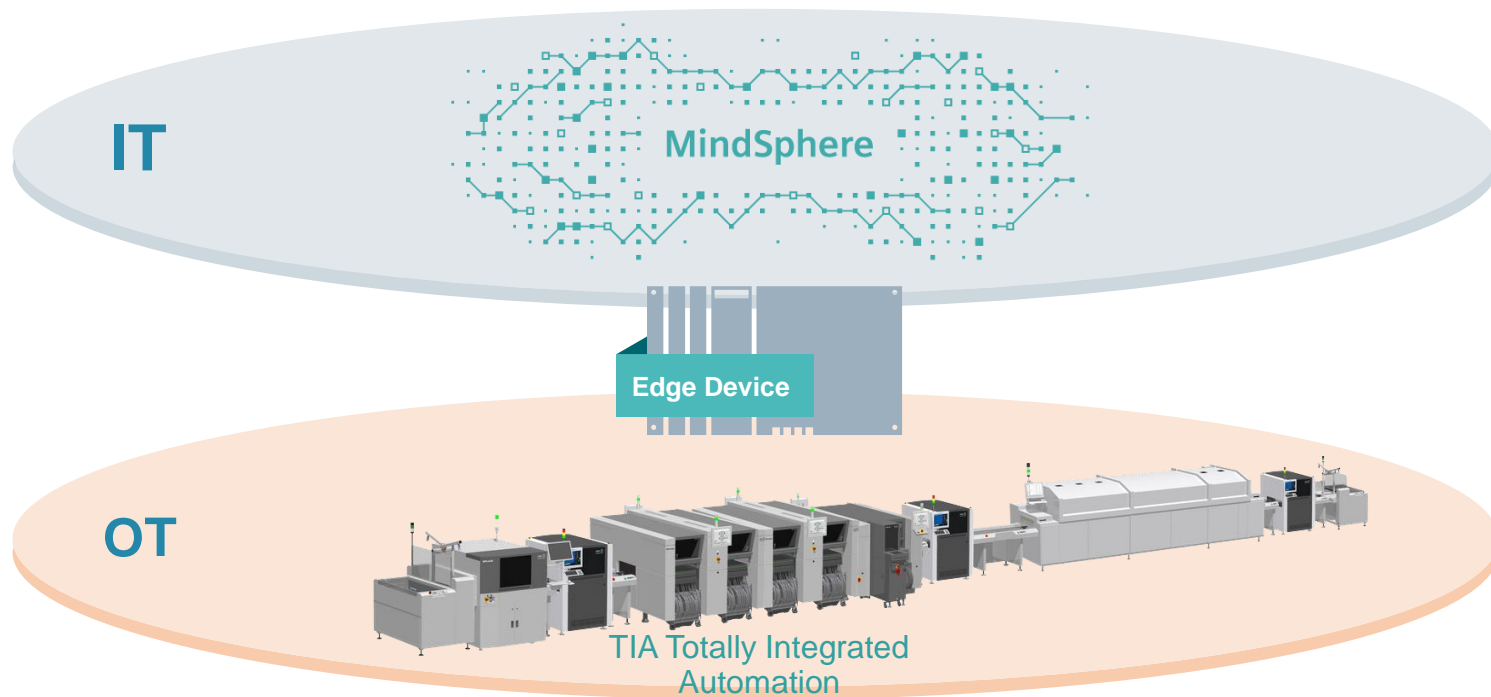 IT
MindSphere
Edge Device
OT
TIA Totally Integrated
Automation